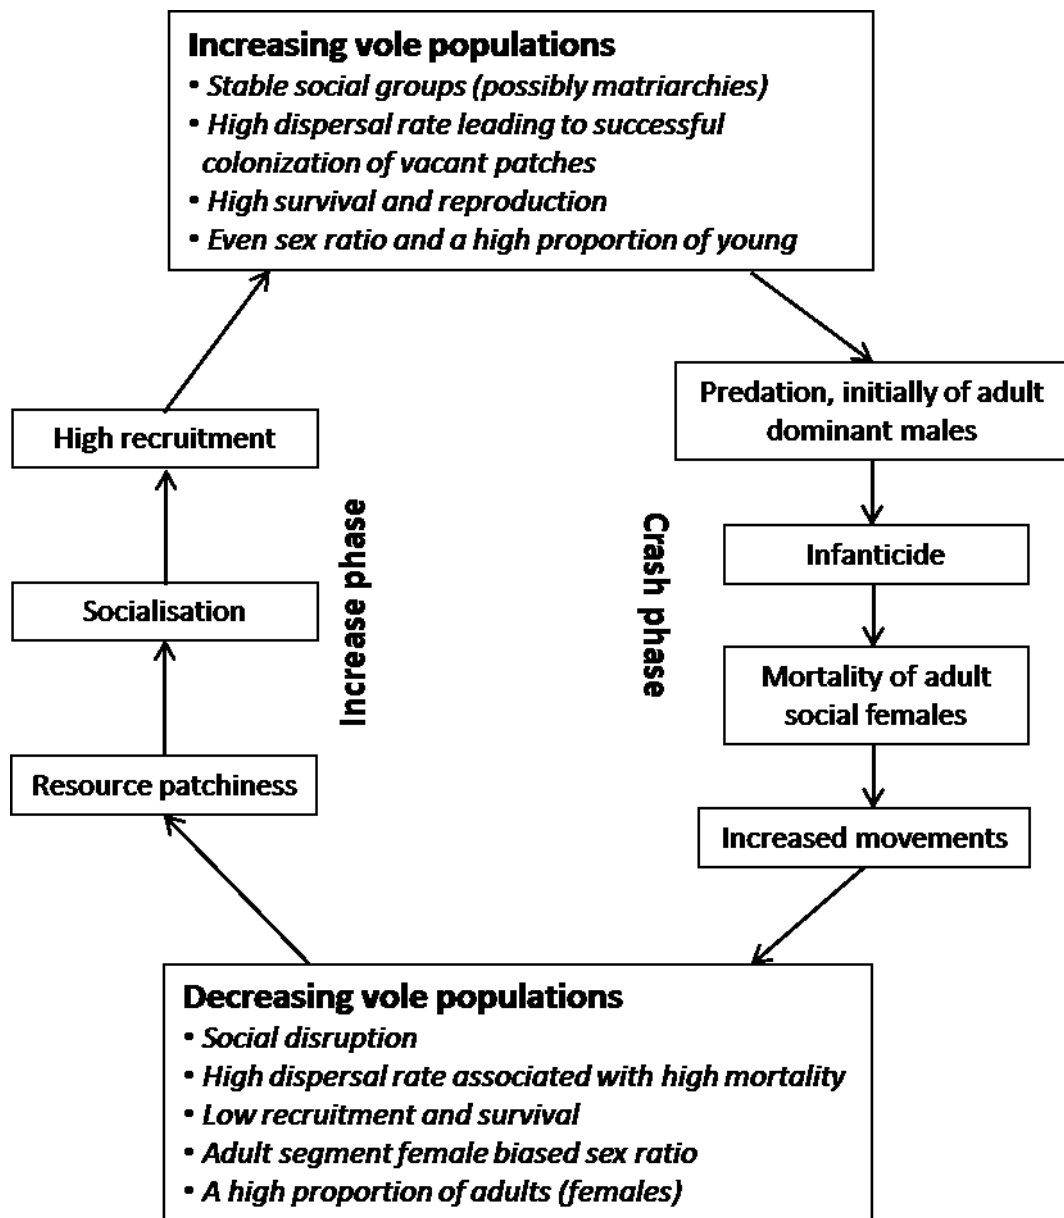 Increasing vole populations
• Stable social groups (possibly matriarchies)
• High dispersal rate leading to successful
colonization of vacant patches
• High survival and reproduction
• Even sex ratio and a high proportion of young
Predation, initially of adult
dominant males
High recruitment
Infanticide
Increase phase
Crash phase
Socialisation
Mortality of adult
social females
Resource patchiness
Increased movements
Decreasing vole populations
• Social disruption
• High dispersal rate associated with high mortality
• Low recruitment and survival
• Adult segment female biased sex ratio
• A high proportion of adults (females)